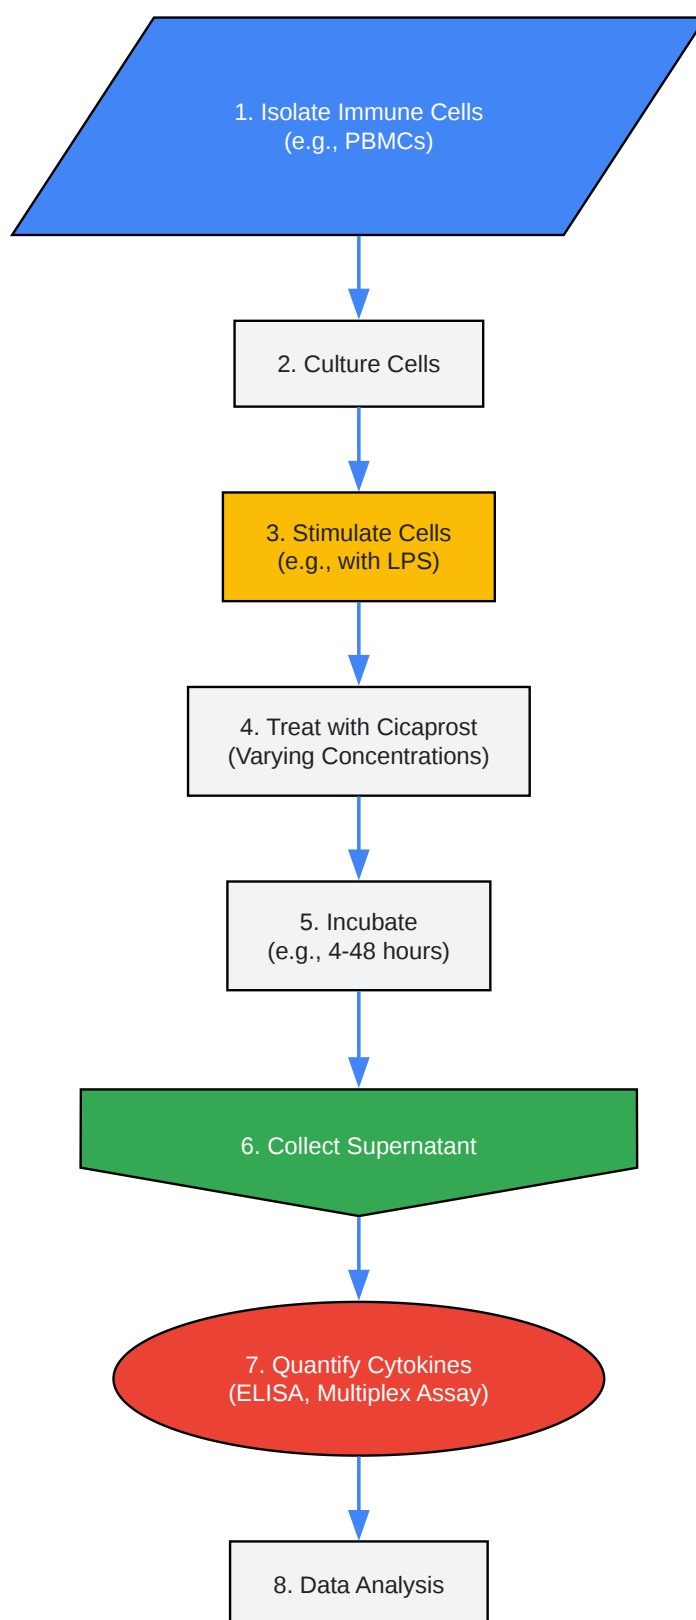 1. Isolate Immune Cells
(e.g., PBMCs)
2. Culture Cells
3. Stimulate Cells
(e.g., with LPS)
4. Treat with Cicaprost
(Varying Concentrations)
5. Incubate
(e.g., 4-48 hours)
6. Collect Supernatant
7. Quantify Cytokines
(ELISA, Multiplex Assay)
8. Data Analysis